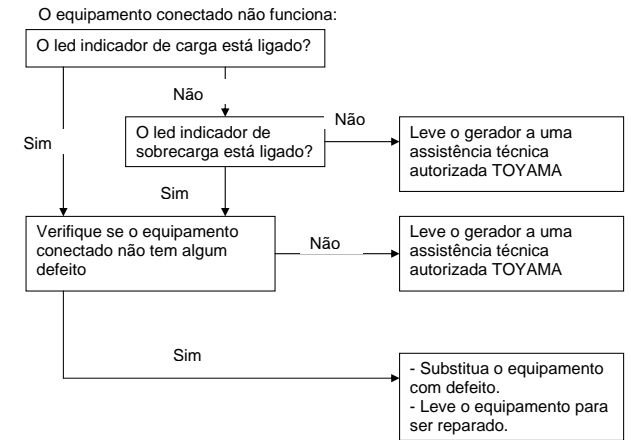 O equipamento conectado não funciona:
O led indicador de carga está ligado?
Não
Sim
O led indicador de
sobrecarga está ligado?
Não
Leve o gerador a uma
assistência técnica
autorizada TOYAMA
Sim
Verifique se o equipamento
conectado não tem algum
defeito
Não
Leve o gerador a uma
assistência técnica
autorizada TOYAMA
Sim
- Substitua o equipamento
com defeito.
- Leve o equipamento para
ser reparado.